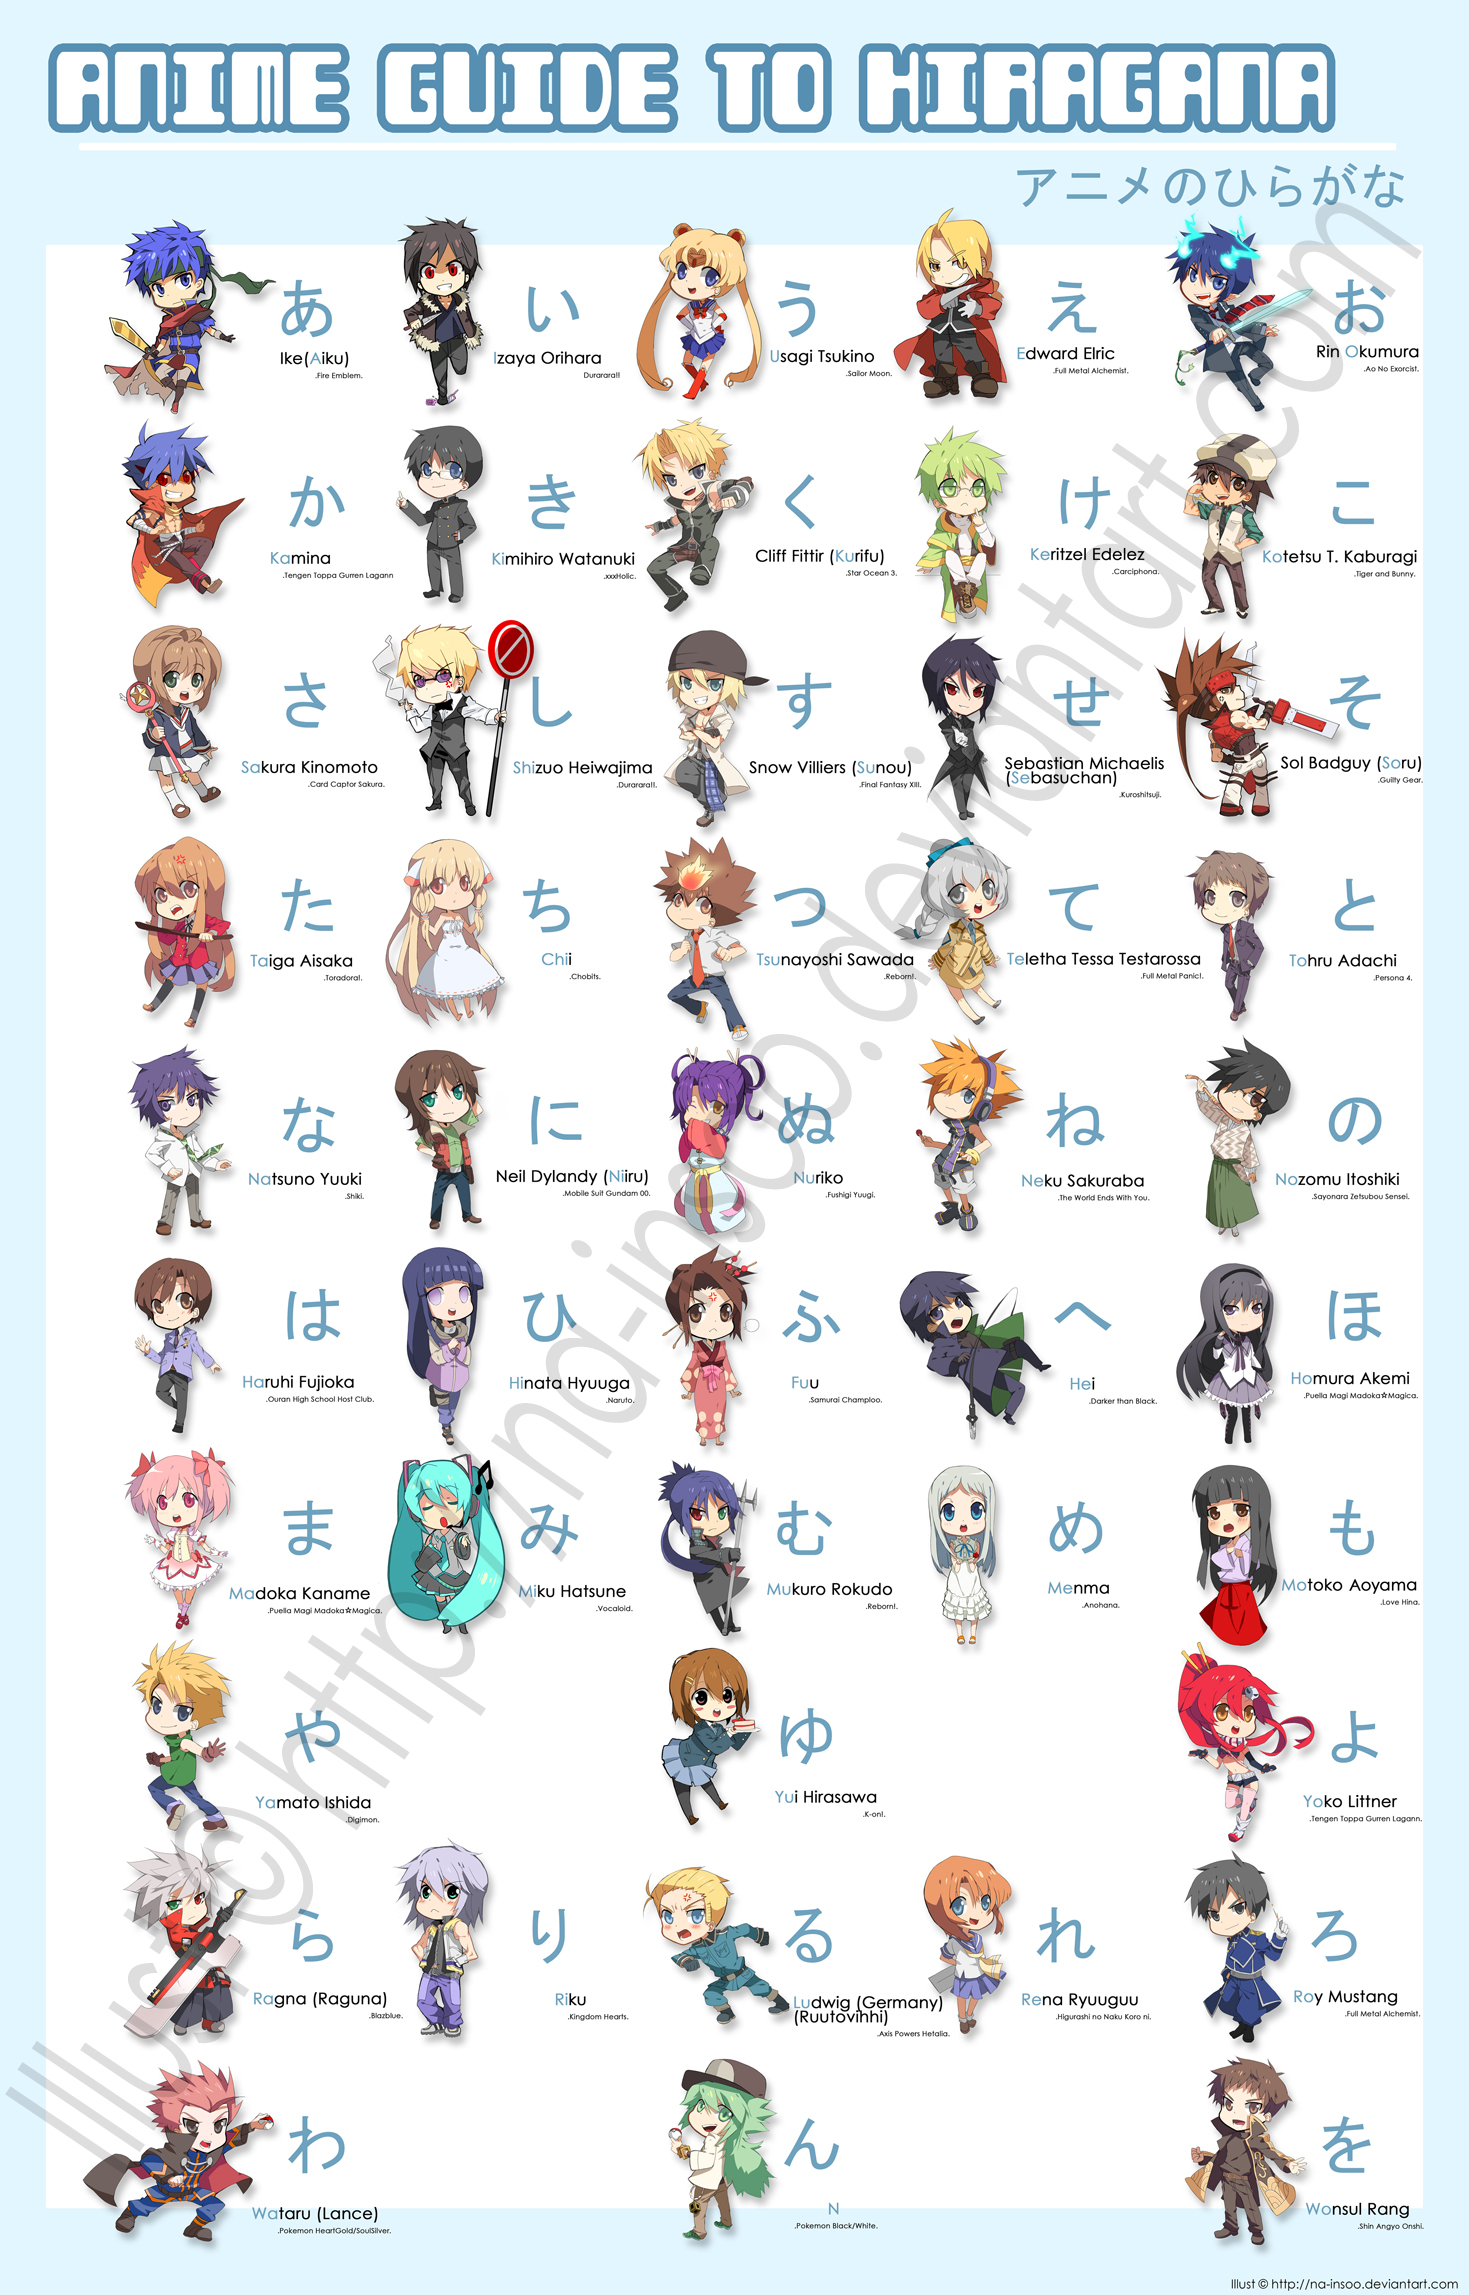 ANIME GUIDE TO HIRAGANA
アニメのひらがな
あ
Ike(Aiku)
.Fire Emblem.
い
Izaya Orihara
Durarara!!
う
Usagi Tsukino
.Sailor Moon.
え
Edward Elric
.Full Metal Alchemist.
お
Rin Okumura
.Ao No Exorcist.
か
Kamina
.Tengen Toppa Gurren Lagann
き
Kimihiro Watanuki
.xxxHolic.
く
Cliff Fittir (Kurifu)
.Star Ocean 3.
け
Keritzel Edelez
.Carciphona.
こ
Kotetsu T. Kaburagi
.Tiger and Bunny.
さ
Sakura Kinomoto
.Card Captor Sakura.
し
Shizuo Heiwajima
.Durarara!!.
す
Snow Villiers (Sunou)
.Final Fantasy XIII.
せ
Sebastian Michaelis
(Sebasuchan)
.Kuroshitsuji.
そ
Sol Badguy (Soru)
.Guilty Gear.
た
Taiga Aisaka
.Toradora!.
ち
Chii
.Chobits.
つ
Tsunayoshi Sawada
.Reborn!.
て
Teletha Tessa Testarossa
.Full Metal Panic!.
と
Tohru Adachi
.Persona 4.
な
Natsuno Yuuki
.Shiki.
に
Neil Dylandy (Niiru)
.Mobile Suit Gundam 00.
ぬ
Nuriko
.Fushigi Yuugi.
ね
Neku Sakuraba
.The World Ends With You.
の
Nozomu Itoshiki
.Sayonara Zetsubou Sensei.
は
Haruhi Fujioka
.Ouran High School Host Club.
ひ
Hinata Hyuuga
.Naruto.
ふ
Fuu
.Samurai Champloo.
へ
Hei
.Darker than Black.
ほ
Homura Akemi
.Puella Magi Madoka☆Magica.
ま
Madoka Kaname
.Puella Magi Madoka☆Magica.
み
Miku Hatsune
.Vocaloid.
む
Mukuro Rokudo
.Reborn!.
め
Menma
.Anohana.
も
Motoko Aoyama
.Love Hina.
や
Yamato Ishida
.Digimon.
ゆ
Yui Hirasawa
.K-on!.
よ
Yoko Littner
.Tengen Toppa Gurren Lagann.
ら
Ragna (Raguna)
.Blazblue.
り
Riku
.Kingdom Hearts.
る
Ludwig (Germany)
(Ruutovihhi)
.Axis Powers Hetalia.
れ
Rena Ryuuguu
.Higurashi no Naku Koro ni.
ろ
Roy Mustang
.Full Metal Alchemist.
わ
Wataru (Lance)
.Pokemon HeartGold/SoulSilver.
ん
N
.Pokemon Black/White.
を
Wonsul Rang
.Shin Angyo Onshi.
Illust © http://na-insoo.deviantart.com
Illust © http://na-insoo.deviantart.com